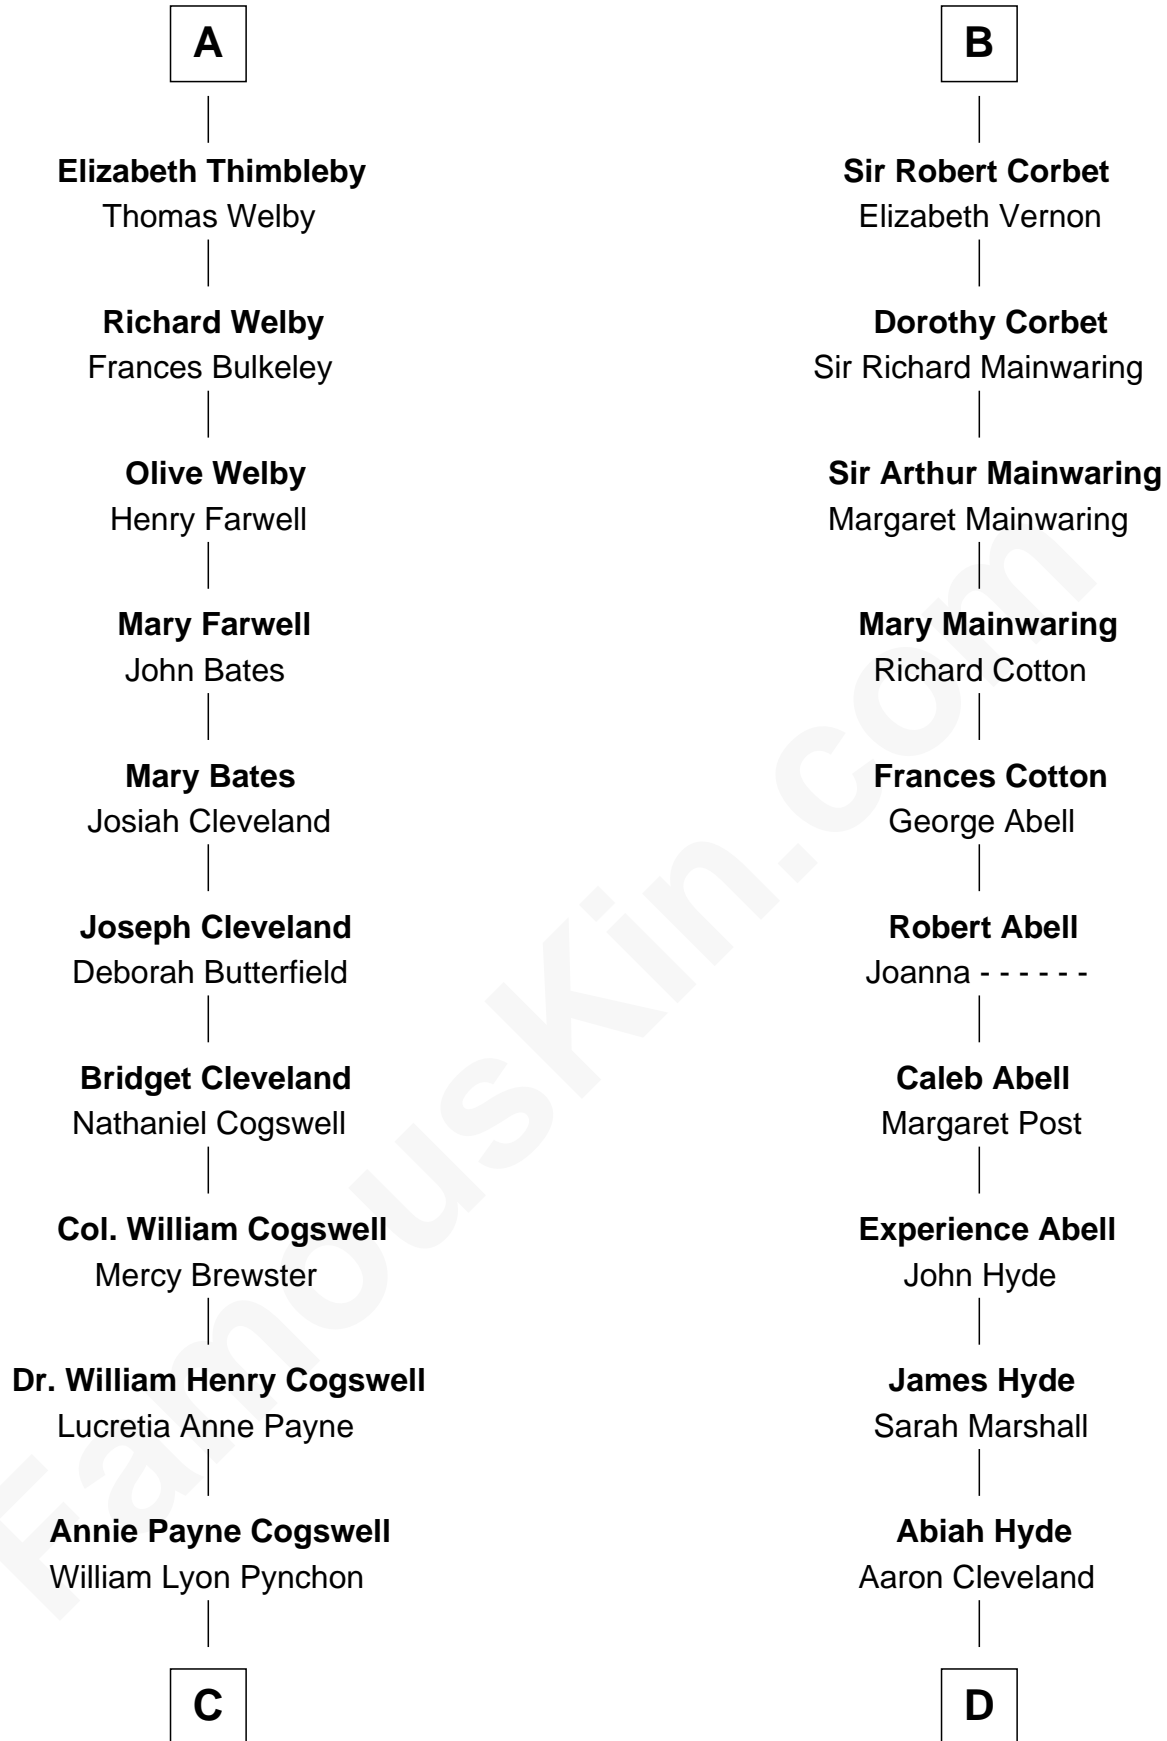 A
Elizabeth Thimbleby
Thomas Welby
Richard Welby
Frances Bulkeley
Olive Welby
Henry Farwell
Mary Farwell
John Bates
Mary Bates
Josiah Cleveland
Joseph Cleveland
Deborah Butterfield
Bridget Cleveland
Nathaniel Cogswell
Col. William Cogswell
Mercy Brewster
Dr. William Henry Cogswell
Lucretia Anne Payne
Annie Payne Cogswell
William Lyon Pynchon
C
B
Sir Robert Corbet
Elizabeth Vernon
Dorothy Corbet
Sir Richard Mainwaring
Sir Arthur Mainwaring
Margaret Mainwaring
Mary Mainwaring
Richard Cotton
Frances Cotton
George Abell
Robert Abell
Joanna - - - - - -
Caleb Abell
Margaret Post
Experience Abell
John Hyde
James Hyde
Sarah Marshall
Abiah Hyde
Aaron Cleveland
D
FamousKin.com